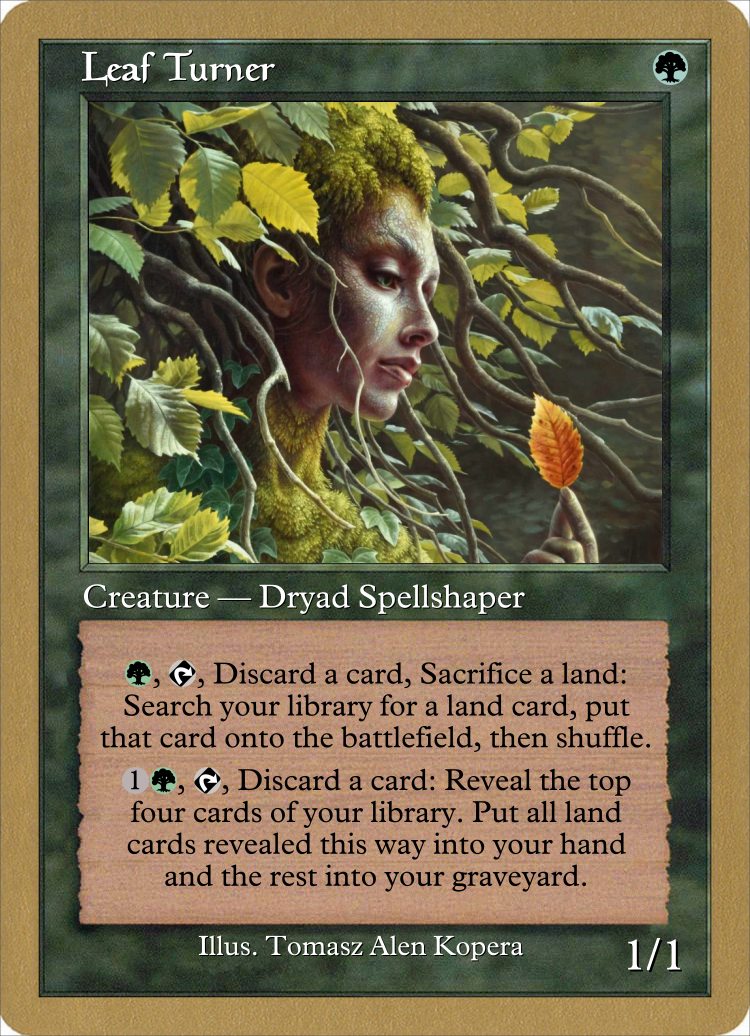 Leaf Turner
Creature — Dryad Spellshaper
, , Discard a card, Sacrifice a land:
Search your library for a land card, put
that card onto the battlefield, then shuffle.
1, , Discard a card: Reveal the top
four cards of your library. Put all land
cards revealed this way into your hand
and the rest into your graveyard.
Illus. Tomasz Alen Kopera
1/1